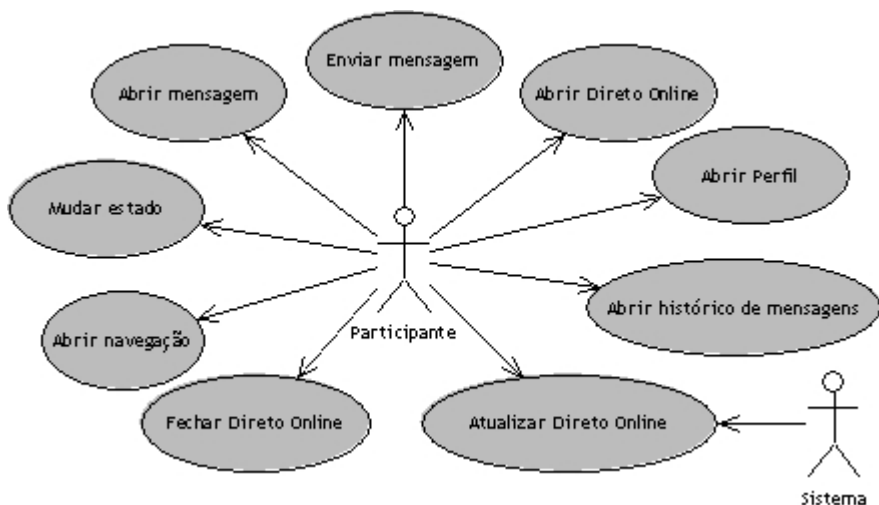 Enviar mensagem
Abrir mensagem
Abrir Direto Online
Abrir Perfil
Mudar estado
Abrir histórico de mensagens
Abrir navegação
Participante
Fechar Direto Online
Atualizar Direto Online
Sistema